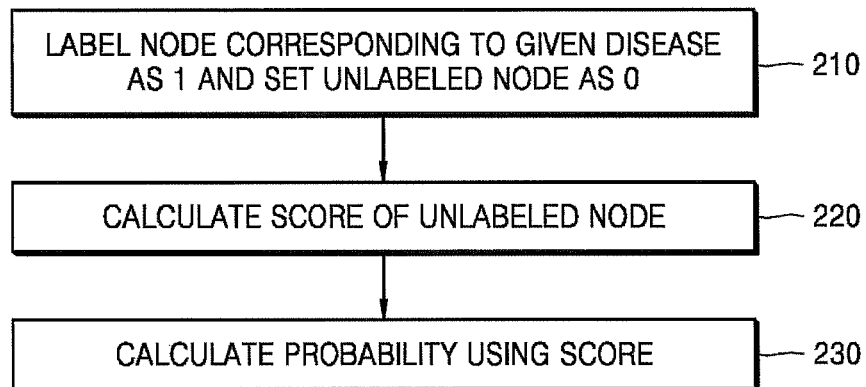 LABEL NODE CORRESPONDING TO GIVEN DISEASE
AS 1 AND SET UNLABELED NODE AS 0
210
CALCULATE SCORE OF UNLABELED NODE
220
CALCULATE PROBABILITY USING SCORE
230